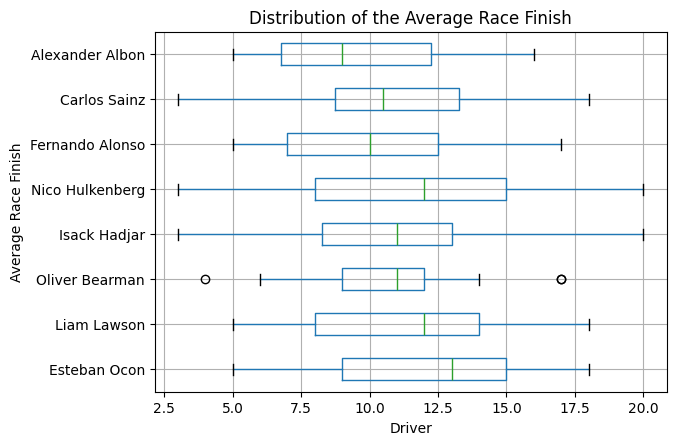 Distribution of the Average Race Finish
Average Race Finish
Alexander Albon
Carlos Sainz
Fernando Alonso
Nico Hulkenberg
Isack Hadjar
Oliver Bearman
Liam Lawson
Esteban Ocon
2.5 5.0 7.5 10.0 12.5 15.0 17.5 20.0
Driver